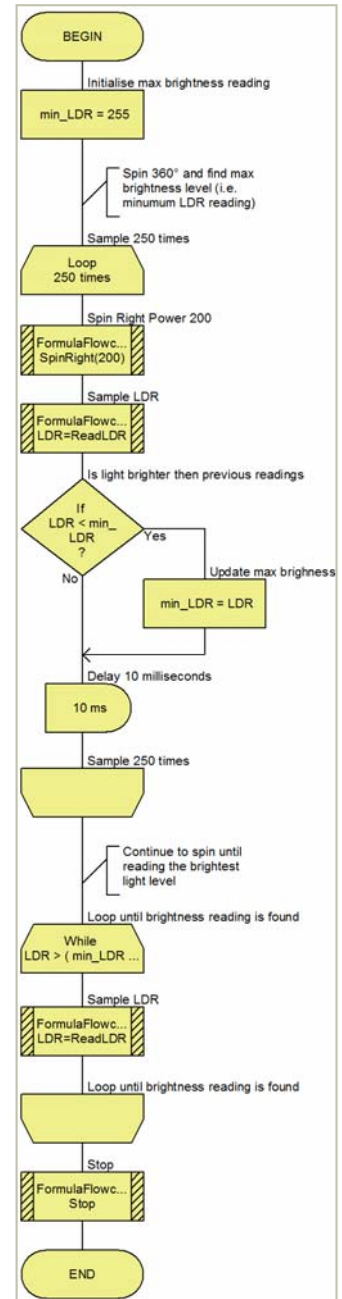 BEGIN
Initialise max brightness reading
min_LDR = 255
Spin 360° and find max
brightness level (i.e.
minumum LDR reading)
Sample 250 times
Loop
250 times
Spin Right Power 200
FormulaFlowc...
SpinRight(200)
Sample LDR
FormulaFlowc...
LDR=ReadLDR
Is light brighter then previous readings
If
LDR < min_
LDR
?
Yes
No
Update max brighness
min_LDR = LDR
Delay 10 milliseconds
10 ms
Sample 250 times
Continue to spin until
reading the brightest
light level
Loop until brightness reading is found
While
LDR > ( min_LDR ...
Sample LDR
FormulaFlowc...
LDR=ReadLDR
Loop until brightness reading is found
Stop
FormulaFlowc...
Stop
END